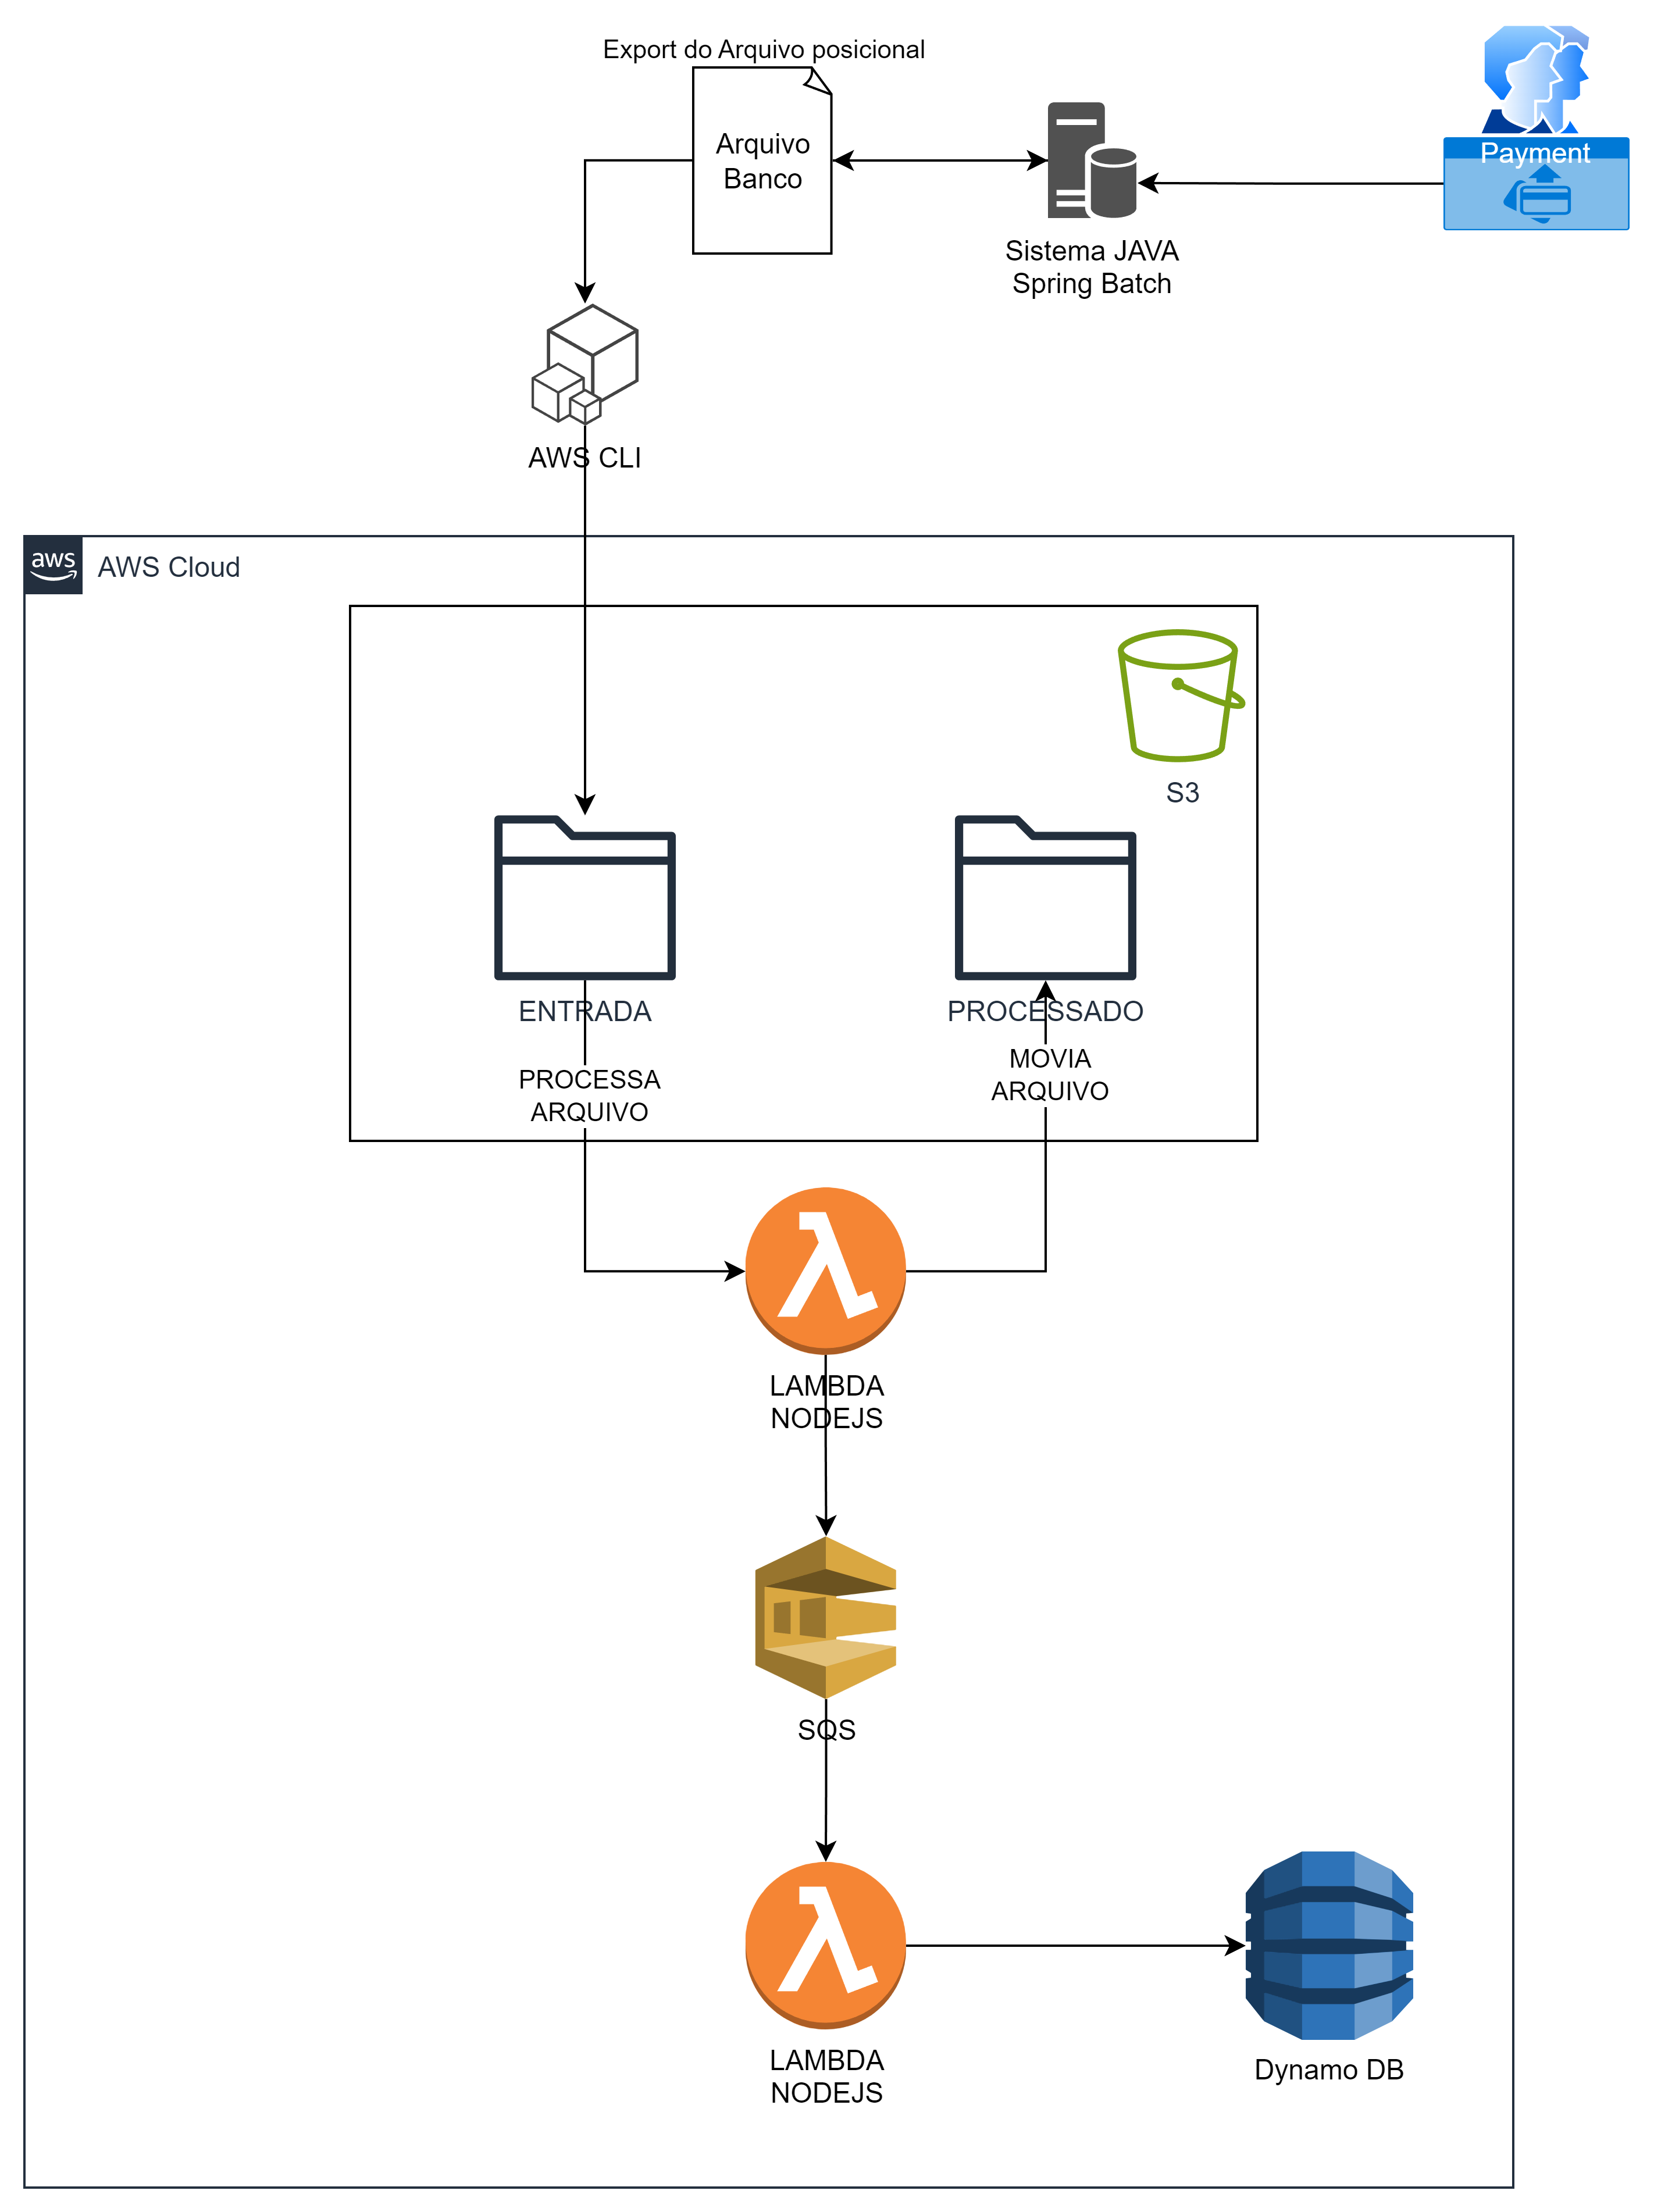 Export do Arquivo posicional
Arquivo
Banco
Payment
Sistema JAVA
Spring Batch
AWS CLI
aws
AWS Cloud
S3
ENTRADA
PROCESSADO
PROCESSA
ARQUIVO
MOVIA
ARQUIVO
LAMBDA
NODEJS
SQS
LAMBDA
NODEJS
Dynamo DB